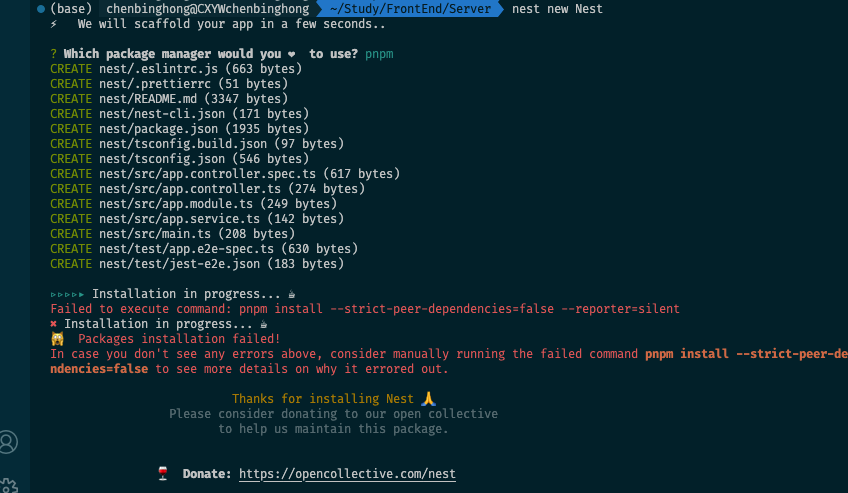 (base) chenbinghong@CXYWchenbinghong ~/Study/FrontEnd/Server nest new Nest
⚡ We will scaffold your app in a few seconds..
? Which package manager would you ❤ to use? pnpm
CREATE nest/.eslintrc.js (663 bytes)
CREATE nest/.prettierrc (51 bytes)
CREATE nest/README.md (3347 bytes)
CREATE nest/nest-cli.json (171 bytes)
CREATE nest/package.json (1935 bytes)
CREATE nest/tsconfig.build.json (97 bytes)
CREATE nest/tsconfig.json (546 bytes)
CREATE nest/src/app.controller.spec.ts (617 bytes)
CREATE nest/src/app.controller.ts (274 bytes)
CREATE nest/src/app.module.ts (249 bytes)
CREATE nest/src/app.service.ts (142 bytes)
CREATE nest/src/main.ts (208 bytes)
CREATE nest/test/app.e2e-spec.ts (630 bytes)
CREATE nest/test/jest-e2e.json (183 bytes)
▹▹▹▹▸ Installation in progress... ☕
Failed to execute command: pnpm install --strict-peer-dependencies=false --reporter=silent
✖ Installation in progress... ☕
🙀 Packages installation failed!
In case you don't see any errors above, consider manually running the failed command pnpm install --strict-peer-de
ndencies=false to see more details on why it errored out.
Thanks for installing Nest 🙏
Please consider donating to our open collective
to help us maintain this package.
🍷 Donate: https://opencollective.com/nest